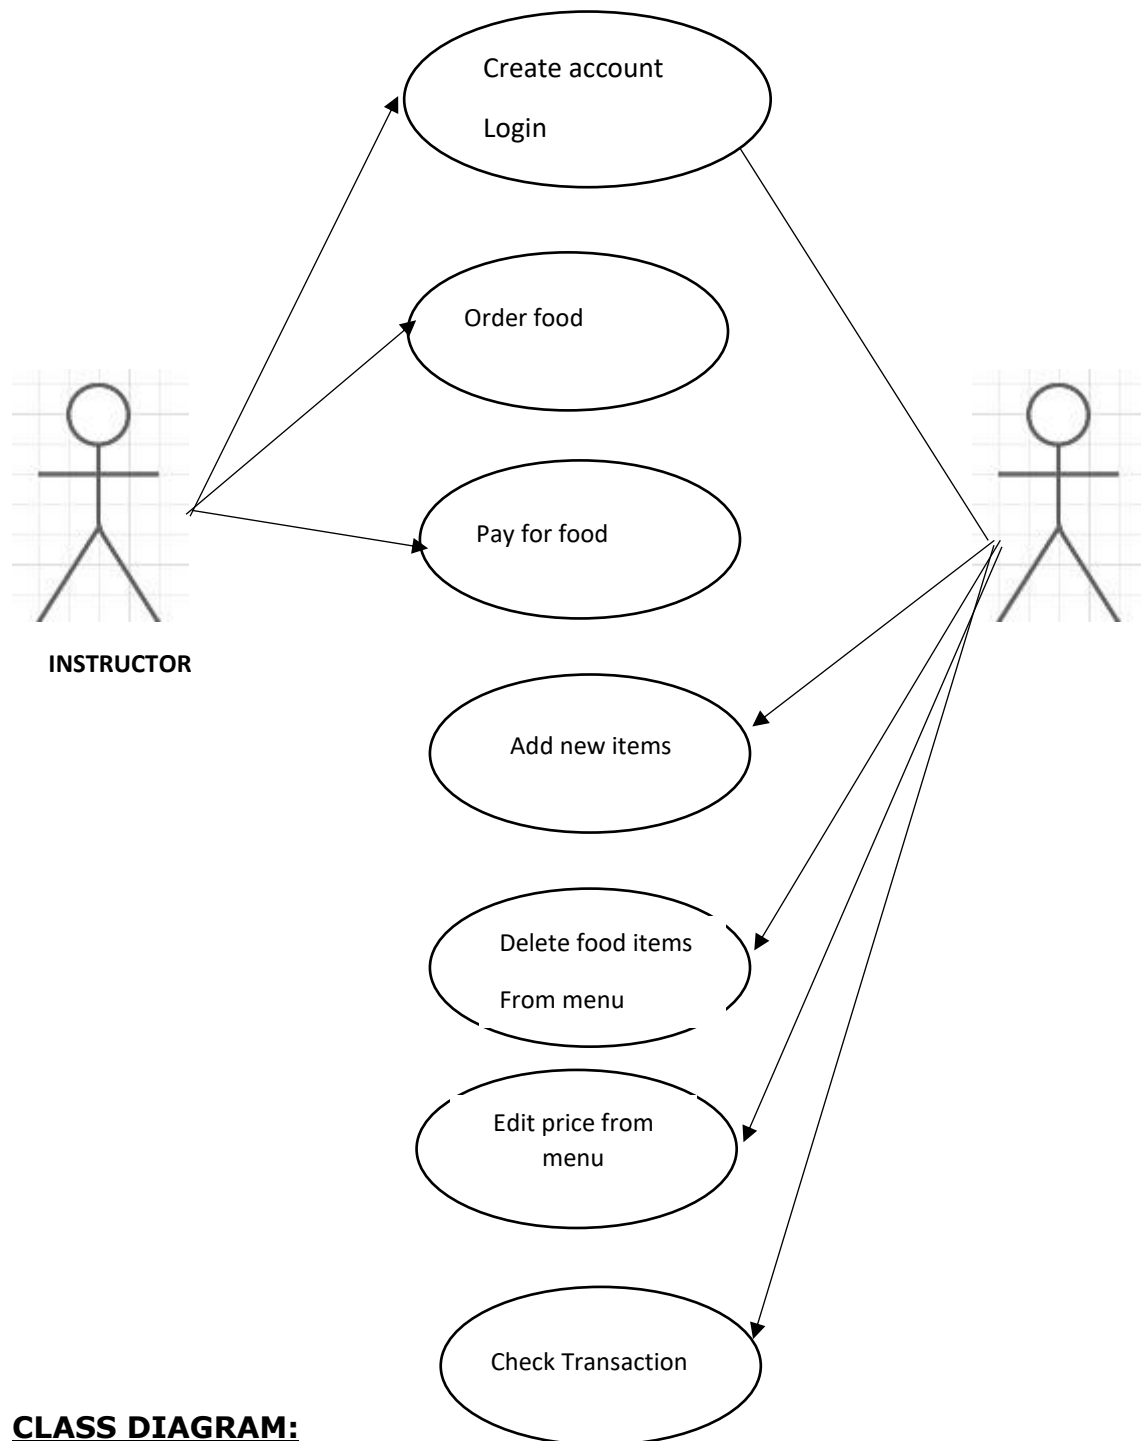 Create account
Login
Order food
Pay for food
INSTRUCTOR
Add new items
Delete food items
From menu
Edit price from
menu
Check Transaction
CLASS DIAGRAM: